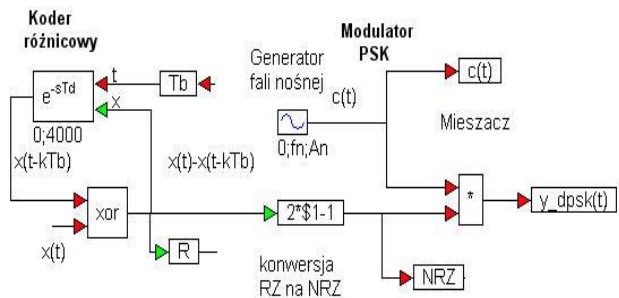 Koder
różnicowy
Modulator
PSK
Generator
fali nośnej
c(t)
c(t)
t
Tb
e-sTd
x
0;4000
0;fn;An
Mieszacz
x(t-kTb)
x(t)-x(t-kTb)
xor
2*$1-1
*
y_dpsk(t)
x(t)
R
konwersja
RZ na NRZ
NRZ